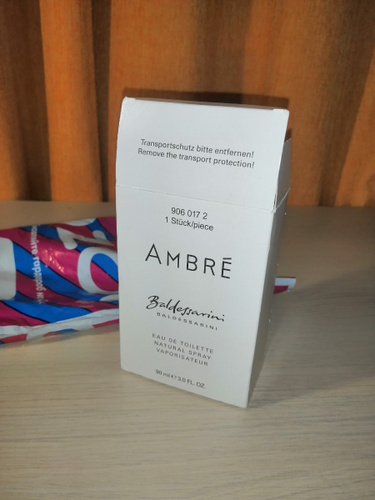 Transportschutz bitte entfernen!
Remove the transport protection!
906 017 2
1 Stück/piece
AMBRÉ
Baldessarini
BALDESSARINI
EAU DE TOILETTE
NATURAL SPRAY
VAPORISATEUR
90 ml e 3.0 FL. OZ.